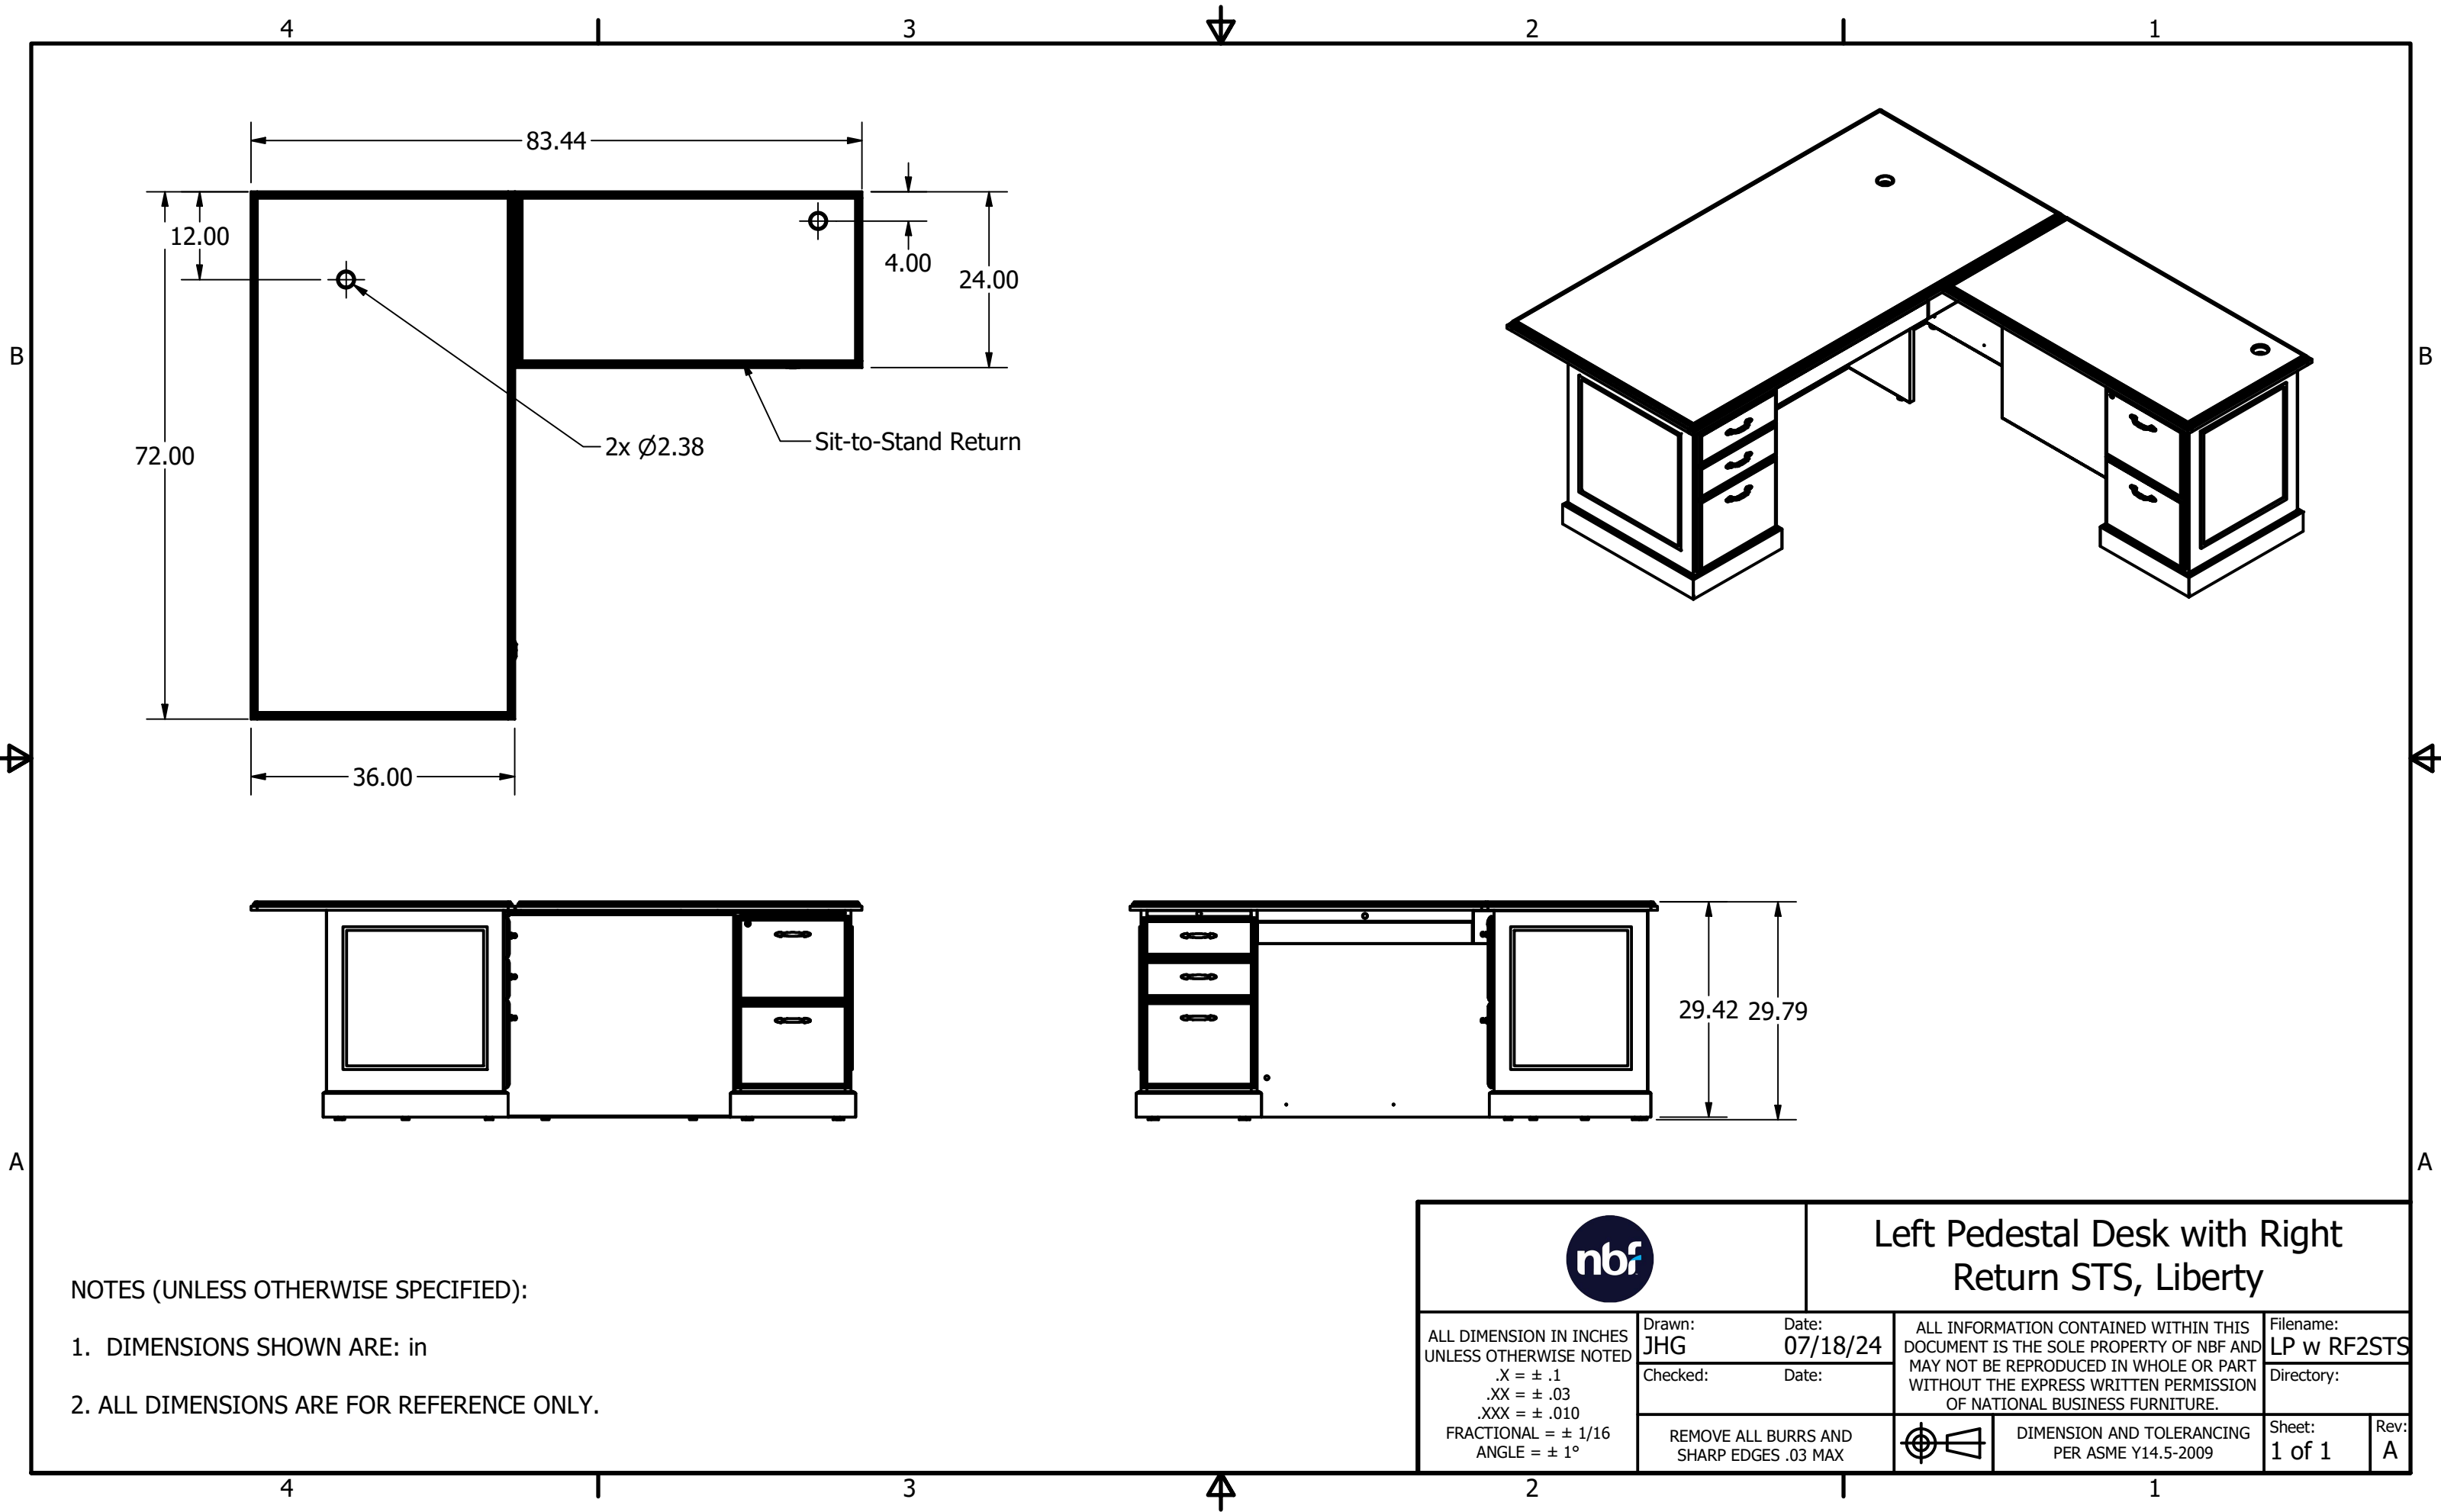 4 3 2 1
83.44
12.00
4.00
24.00
B B
72.00
2x Ø2.38
Sit-to-Stand Return
36.00
29.42 29.79
A A
NOTES (UNLESS OTHERWISE SPECIFIED):
1. DIMENSIONS SHOWN ARE: in
2. ALL DIMENSIONS ARE FOR REFERENCE ONLY.
nbf
Left Pedestal Desk with Right
Return STS, Liberty
ALL DIMENSION IN INCHES
UNLESS OTHERWISE NOTED
.X = ± .1
.XX = ± .03
.XXX = ± .010
FRACTIONAL = ± 1/16
ANGLE = ± 1°
Drawn: Date:
JHG 07/18/24
Checked: Date:
REMOVE ALL BURRS AND
SHARP EDGES .03 MAX
ALL INFORMATION CONTAINED WITHIN THIS
DOCUMENT IS THE SOLE PROPERTY OF NBF AND
MAY NOT BE REPRODUCED IN WHOLE OR PART
WITHOUT THE EXPRESS WRITTEN PERMISSION
OF NATIONAL BUSINESS FURNITURE.
DIMENSION AND TOLERANCING
PER ASME Y14.5-2009
Filename:
LP w RF2STS
Directory:
Sheet:
1 of 1
Rev:
A
4 3 2 1